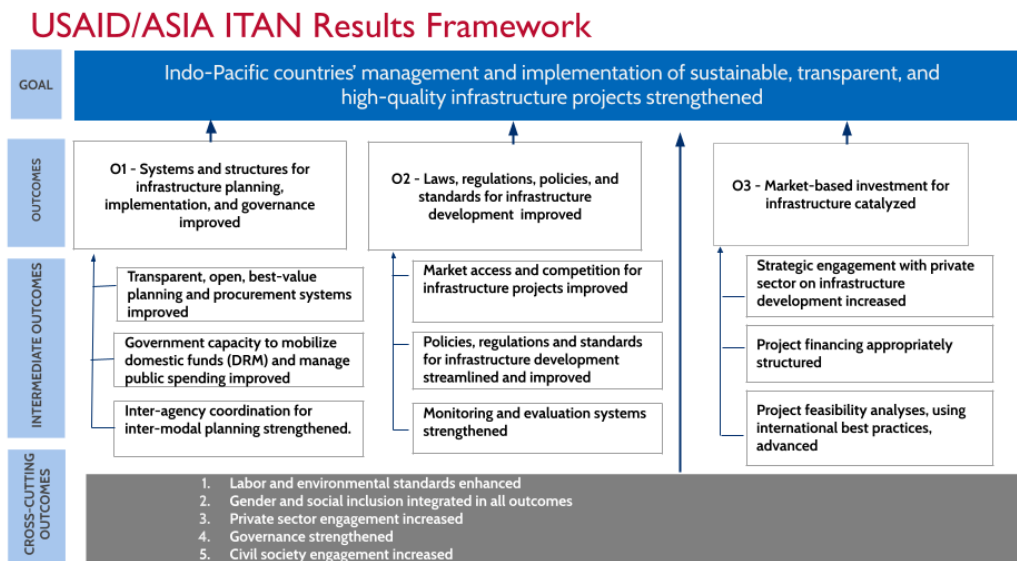 USAID/ASIA ITAN Results Framework
GOAL
Indo-Pacific countries' management and implementation of sustainable, transparent, and
high-quality infrastructure projects strengthened
OUTCOMES
O1 - Systems and structures for
infrastructure planning,
implementation, and governance
improved
O2 - Laws, regulations, policies, and
standards for infrastructure
development improved
O3 - Market-based investment for
infrastructure catalyzed
INTERMEDIATE OUTCOMES
Transparent, open, best-value
planning and procurement systems
improved
Government capacity to mobilize
domestic funds (DRM) and manage
public spending improved
Inter-agency coordination for
inter-modal planning strengthened.
Market access and competition for
infrastructure projects improved
Policies, regulations and standards
for infrastructure development
streamlined and improved
Monitoring and evaluation systems
strengthened
Strategic engagement with private
sector on infrastructure
development increased
Project financing appropriately
structured
Project feasibility analyses, using
international best practices,
advanced
CROSS-CUTTING
OUTCOMES
1. Labor and environmental standards enhanced
2. Gender and social inclusion integrated in all outcomes
3. Private sector engagement increased
4. Governance strengthened
5. Civil society engagement increased